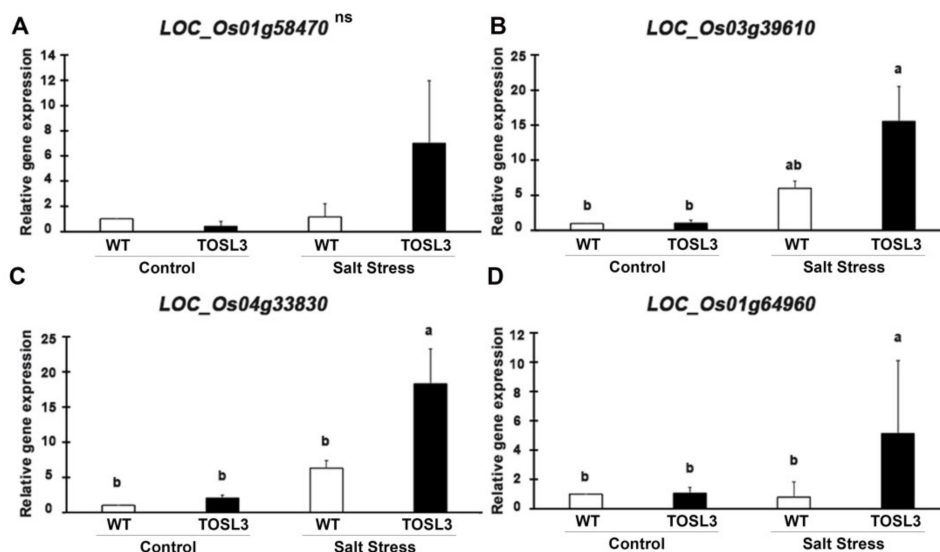 A
LOC_Os01g58470 ns
Relative gene expression
14
12
10
8
6
4
2
0
WT TOSL3 WT TOSL3
Control Salt Stress
B
LOC_Os03g39610
Relative gene expression
25
20
15
10
5
0
b b ab a
WT TOSL3 WT TOSL3
Control Salt Stress
C
LOC_Os04g33830
Relative gene expression
25
20
15
10
5
0
b b b a
WT TOSL3 WT TOSL3
Control Salt Stress
D
LOC_Os01g64960
Relative gene expression
12
10
8
6
4
2
0
b b b a
WT TOSL3 WT TOSL3
Control Salt Stress